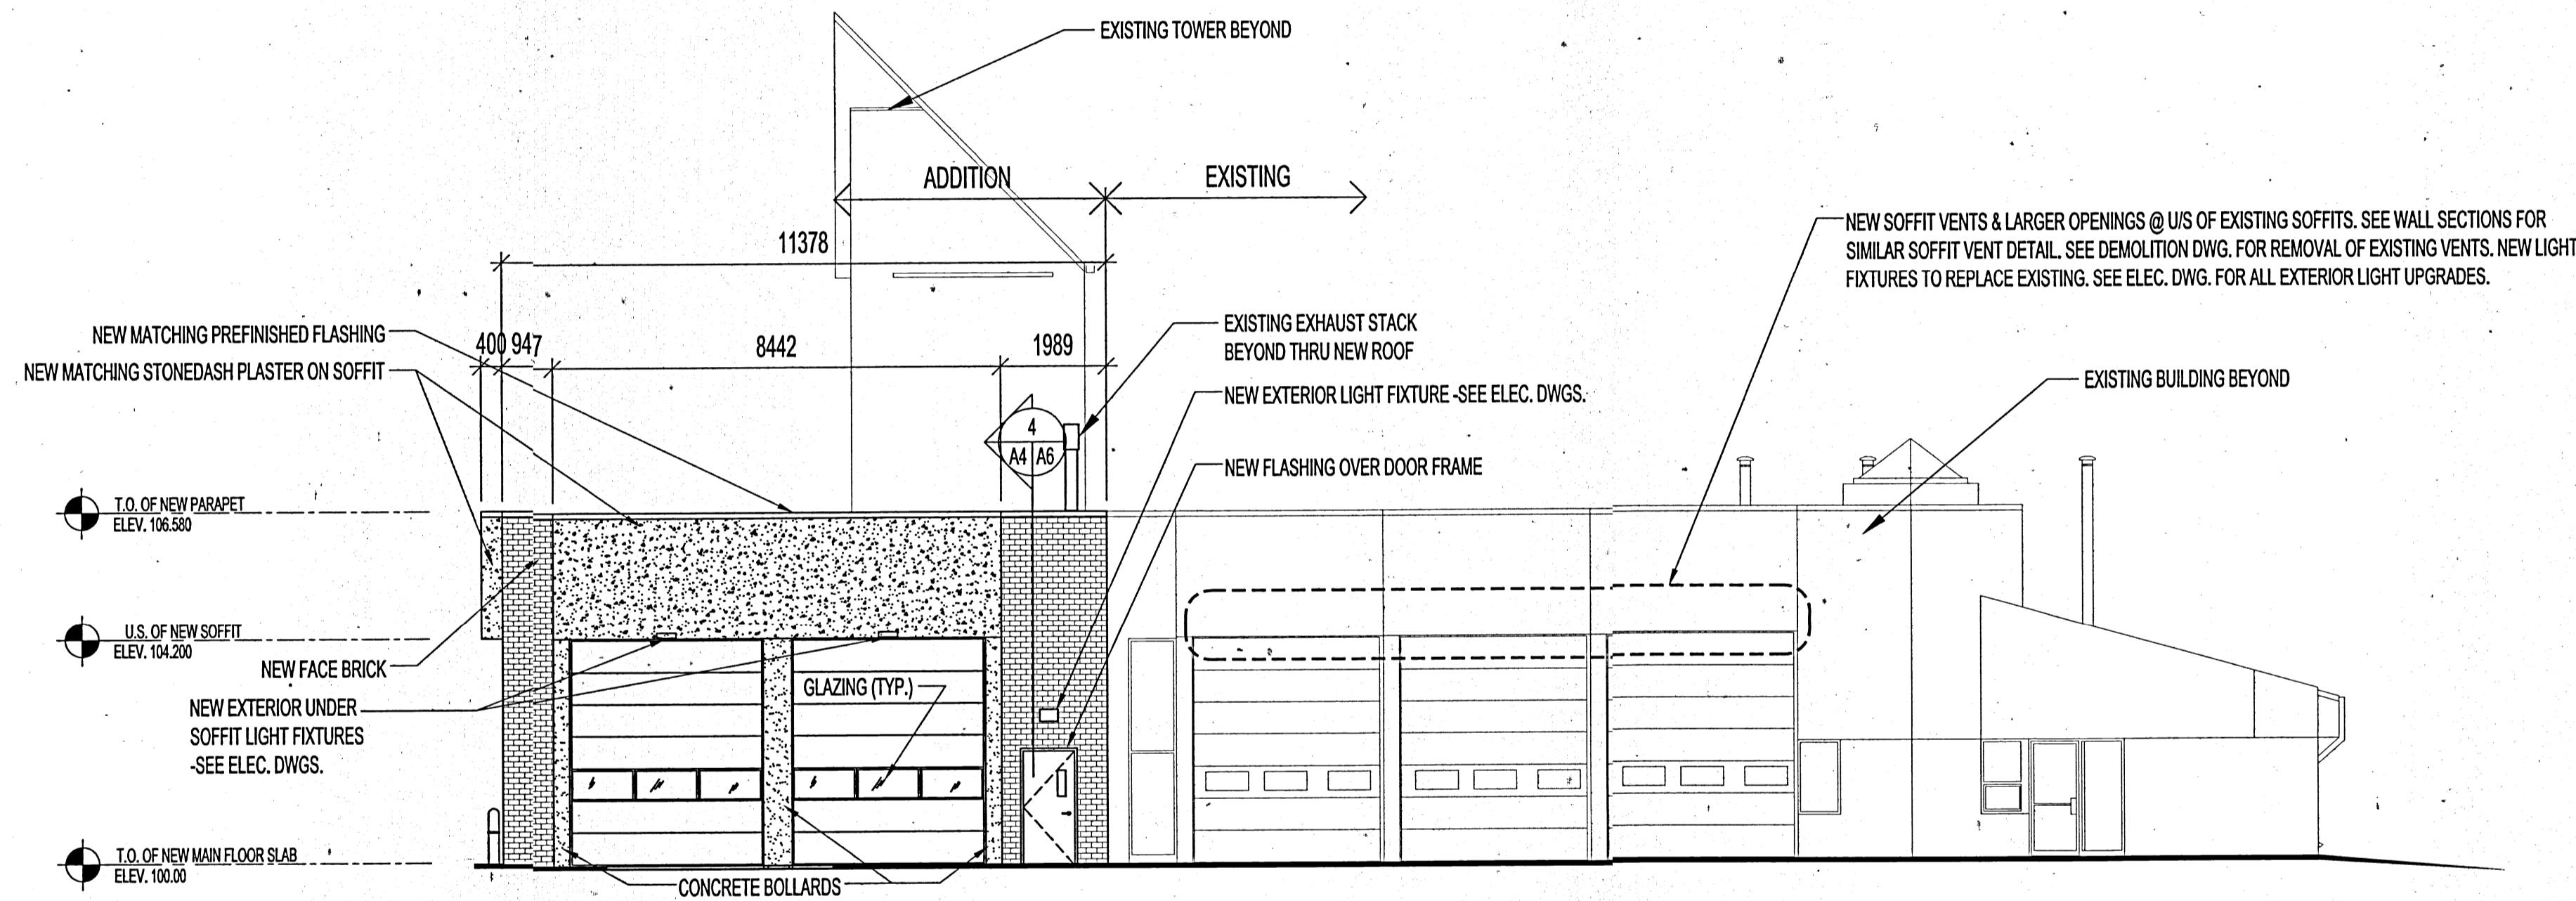 EXISTING TOWER BEYOND
ADDITION
EXISTING
11378
NEW SOFFIT VENTS & LARGER OPENINGS @ U/S OF EXISTING SOFFITS. SEE WALL SECTIONS FOR
SIMILAR SOFFIT VENT DETAIL. SEE DEMOLITION DWG. FOR REMOVAL OF EXISTING VENTS. NEW LIGHT
FIXTURES TO REPLACE EXISTING. SEE ELEC. DWG. FOR ALL EXTERIOR LIGHT UPGRADES.
NEW MATCHING PREFINISHED FLASHING
NEW MATCHING STONEDASH PLASTER ON SOFFIT
400 947
8442
1989
EXISTING EXHAUST STACK
BEYOND THRU NEW ROOF
NEW EXTERIOR LIGHT FIXTURE -SEE ELEC. DWGS.
EXISTING BUILDING BEYOND
4
A4 A6
NEW FLASHING OVER DOOR FRAME
T.O. OF NEW PARAPET
ELEV. 106.580
U.S. OF NEW SOFFIT
ELEV. 104.200
NEW FACE BRICK
GLAZING (TYP.)
NEW EXTERIOR UNDER
SOFFIT LIGHT FIXTURES
-SEE ELEC. DWGS.
T.O. OF NEW MAIN FLOOR SLAB
ELEV. 100.00
CONCRETE BOLLARDS